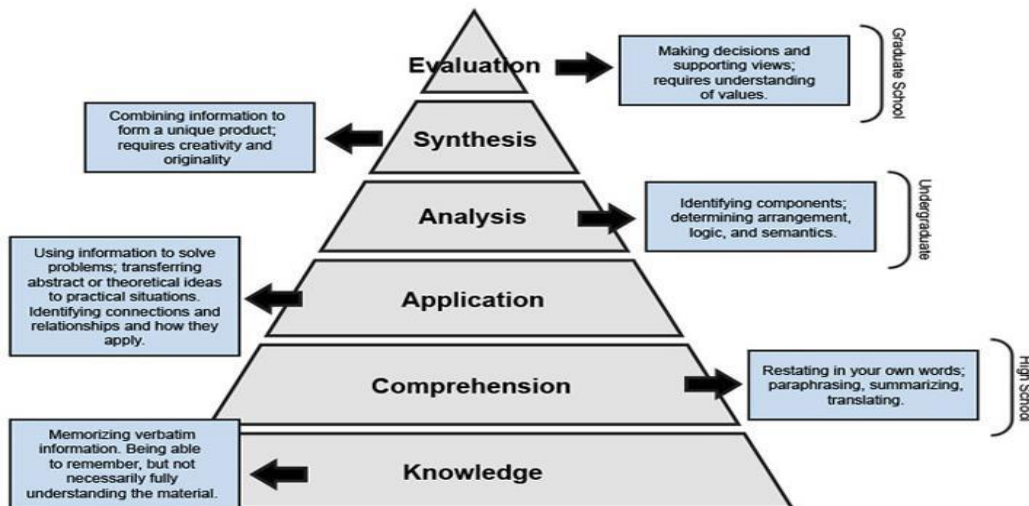 Evaluation
Making decisions and
supporting views;
requires understanding
of values.
Graduate School
Combining information to
form a unique product;
requires creativity and
originality
Synthesis
Analysis
Identifying components;
determining arrangement,
logic, and semantics.
Undergraduate
Using information to solve
problems; transferring
abstract or theoretical ideas
to practical situations.
Identifying connections and
relationships and how they
apply.
Application
Comprehension
Restating in your own words;
paraphrasing, summarizing,
translating.
High School
Memorizing verbatim
information. Being able
to remember, but not
necessarily fully
understanding the material.
Knowledge